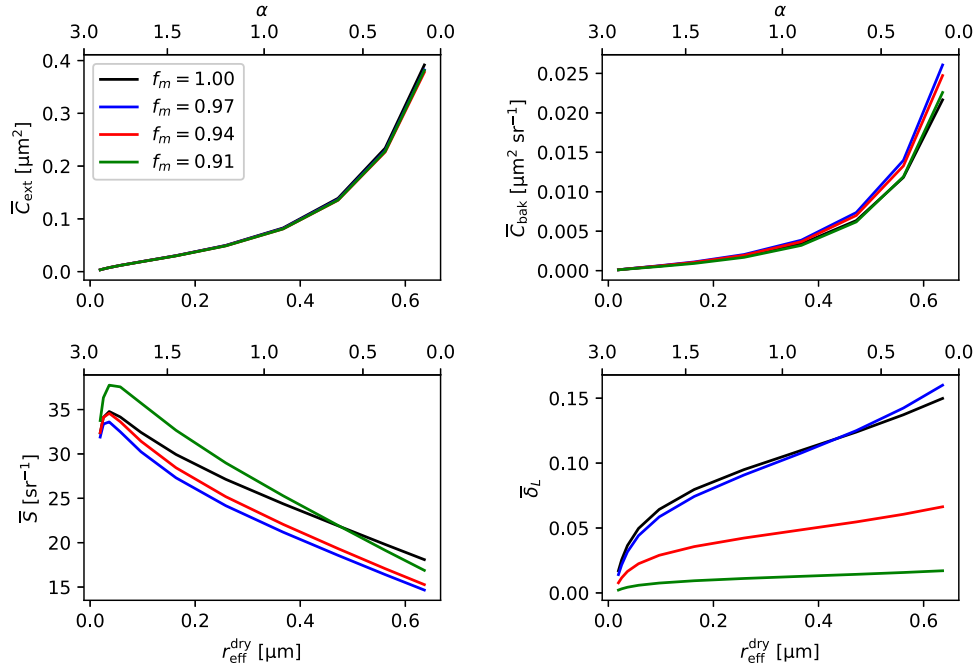 α
3.0 1.5 1.0 0.5 0.0
C̅ext [µm²]
0.4
0.3
0.2
0.1
0.0
fm = 1.00
fm = 0.97
fm = 0.94
fm = 0.91
0.0 0.2 0.4 0.6
α
3.0 1.5 1.0 0.5 0.0
C̅bak [µm² sr⁻¹]
0.025
0.020
0.015
0.010
0.005
0.000
0.0 0.2 0.4 0.6
3.0 1.5 1.0 0.5 0.0
S̅ [sr⁻¹]
35
30
25
20
15
0.0 0.2 0.4 0.6
r_eff^dry [µm]
3.0 1.5 1.0 0.5 0.0
δ̅L
0.15
0.10
0.05
0.00
0.0 0.2 0.4 0.6
r_eff^dry [µm]